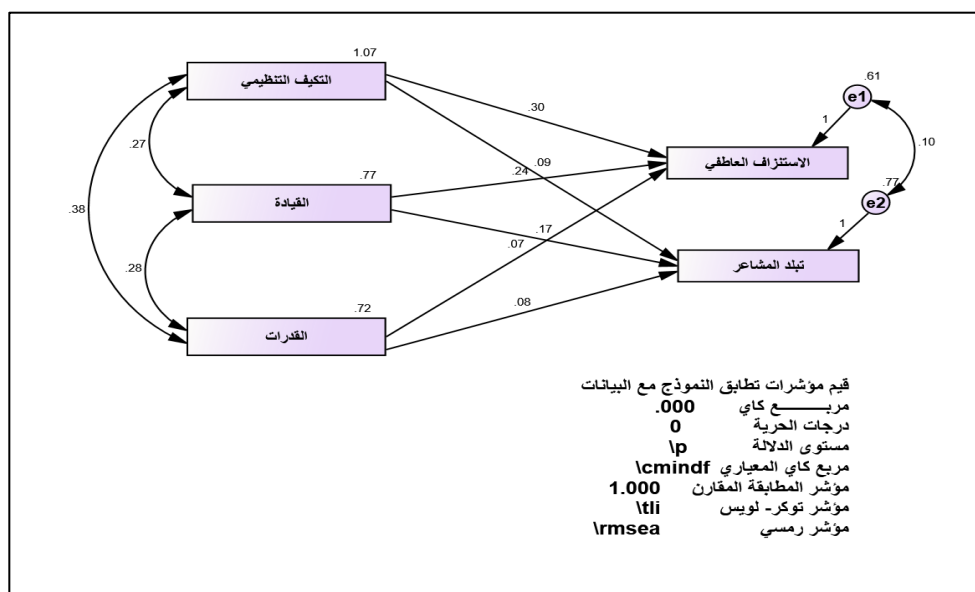 1.07
التكيف التنظيمي
.61
e1
.30
1
.10
الاستنزاف العاطفي
.27
.09
.77
.24
.77
القيادة
e2
.38
.17
1
.07
تبلد المشاعر
.28
.08
.72
القدرات
قيم مؤشرات تطابق النموذج مع البيانات
مربـــــــع كاي .000
درجات الحرية 0
مستوى الدلالة \p
مربع كاي المعياري \cmindf
مؤشر المطابقة المقارن 1.000
مؤشر توكر- لويس \tli
مؤشر رمسي \rmsea